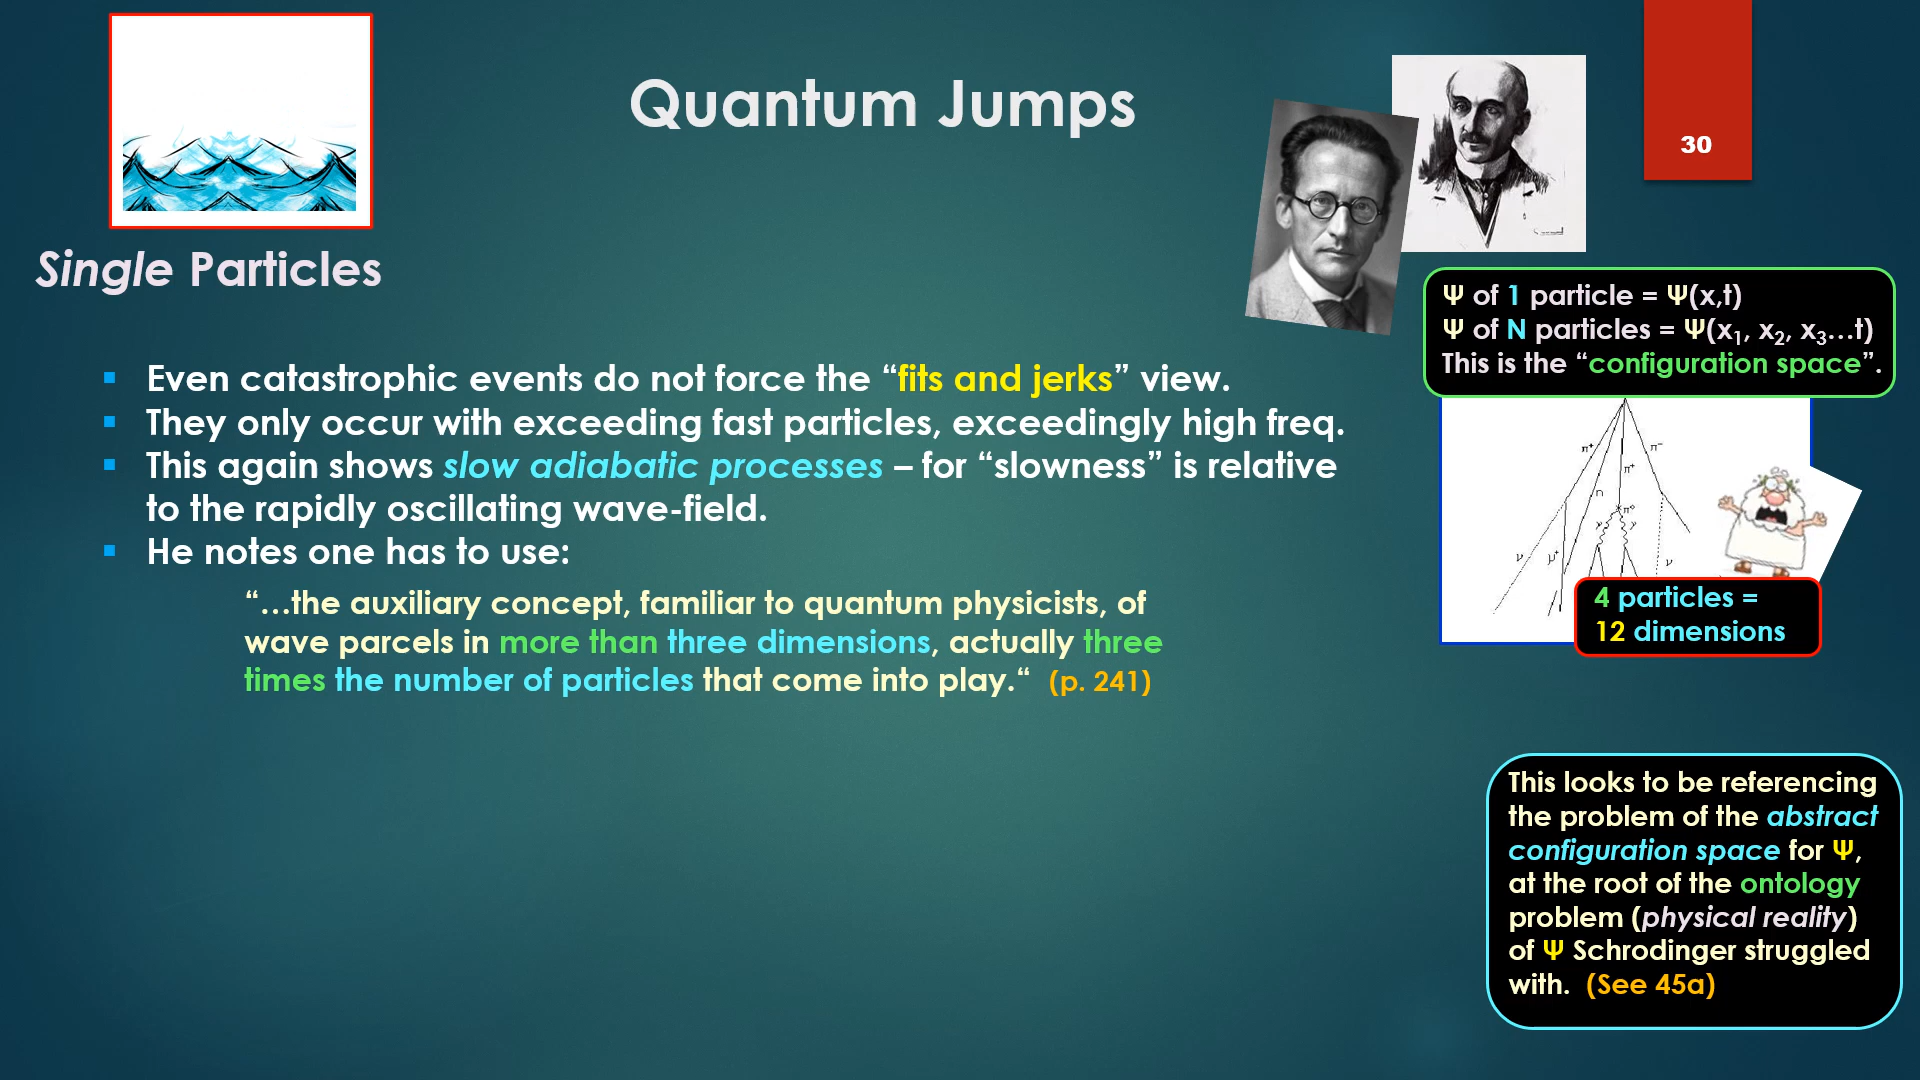 Quantum Jumps
30
Single Particles
Ψ of 1 particle = Ψ(x,t)
Ψ of N particles = Ψ(x₁, x₂, x₃…t)
This is the “configuration space”.
▪ Even catastrophic events do not force the “fits and jerks” view.
▪ They only occur with exceeding fast particles, exceedingly high freq.
▪ This again shows slow adiabatic processes – for “slowness” is relative
to the rapidly oscillating wave-field.
▪ He notes one has to use:
“…the auxiliary concept, familiar to quantum physicists, of
wave parcels in more than three dimensions, actually three
times the number of particles that come into play.“ (p. 241)
π⁺ π⁻
π⁺
n
π⁰
γ γ
ν μ⁺ ν
4 particles =
12 dimensions
This looks to be referencing
the problem of the abstract
configuration space for Ψ,
at the root of the ontology
problem (physical reality)
of Ψ Schrodinger struggled
with. (See 45a)